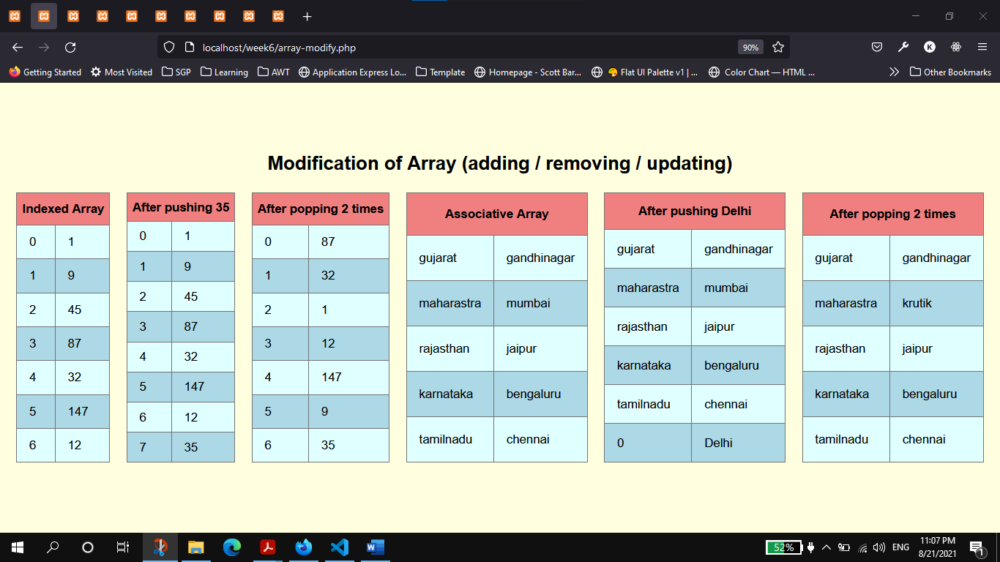 localhost/week6/array-modify.php
90%
K
Getting Started
Most Visited
SGP
Learning
AWT
Application Express Lo...
Template
Homepage - Scott Bar...
Flat UI Palette v1 | ...
Color Chart — HTML ...
Other Bookmarks
Modification of Array (adding / removing / updating)
Indexed Array
0 1
1 9
2 45
3 87
4 32
5 147
6 12
After pushing 35
0 1
1 9
2 45
3 87
4 32
5 147
6 12
7 35
After popping 2 times
0 87
1 32
2 1
3 12
4 147
5 9
6 35
Associative Array
gujarat gandhinagar
maharastra mumbai
rajasthan jaipur
karnataka bengaluru
tamilnadu chennai
After pushing Delhi
gujarat gandhinagar
maharastra mumbai
rajasthan jaipur
karnataka bengaluru
tamilnadu chennai
0 Delhi
After popping 2 times
gujarat gandhinagar
maharastra krutik
rajasthan jaipur
karnataka bengaluru
tamilnadu chennai
52%
ENG
11:07 PM
8/21/2021
1